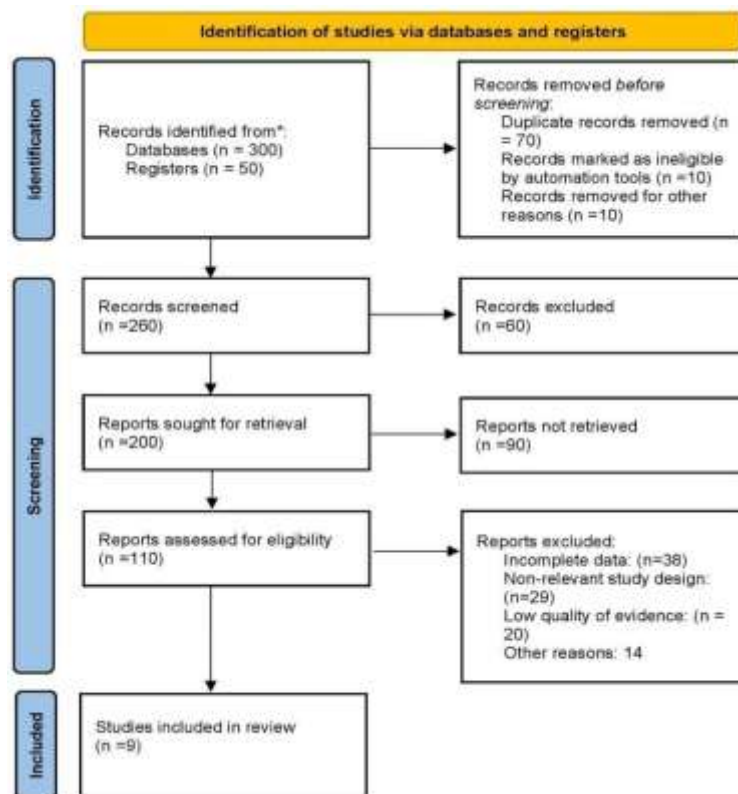 Identification of studies via databases and registers
Identification
Records identified from*:
Databases (n = 300)
Registers (n = 50)
Records removed before
screening:
Duplicate records removed (n
= 70)
Records marked as ineligible
by automation tools (n =10)
Records removed for other
reasons (n =10)
Screening
Records screened
(n =260)
Records excluded
(n =60)
Reports sought for retrieval
(n =200)
Reports not retrieved
(n =90)
Reports assessed for eligibility
(n =110)
Reports excluded:
Incomplete data: (n=38)
Non-relevant study design:
(n=29)
Low quality of evidence: (n =
20)
Other reasons: 14
Included
Studies included in review
(n =9)